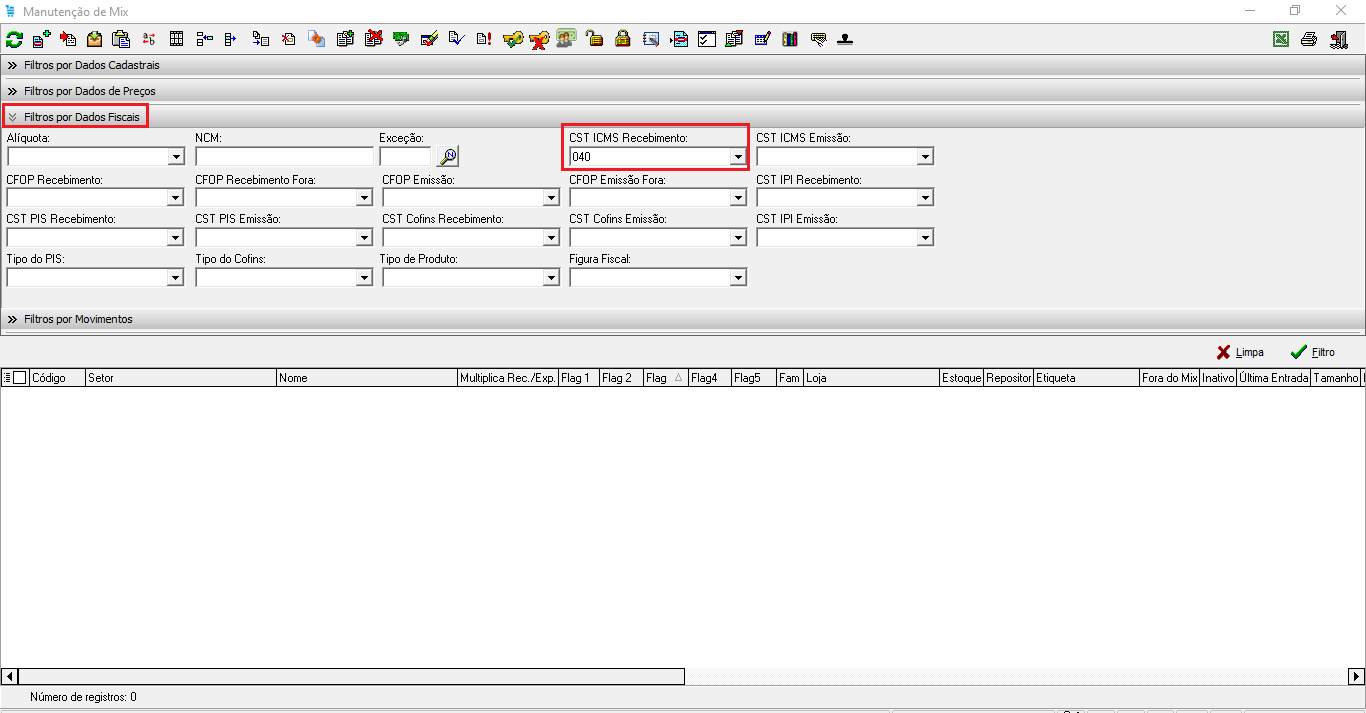 Manutenção de Mix
Filtros por Dados Cadastrais
Filtros por Dados de Preços
Filtros por Dados Fiscais
Alíquota: NCM: Exceção: CST ICMS Recebimento: CST ICMS Emissão:
040
CFOP Recebimento: CFOP Recebimento Fora: CFOP Emissão: CFOP Emissão Fora: CST IPI Recebimento:
CST PIS Recebimento: CST PIS Emissão: CST Cofins Recebimento: CST Cofins Emissão: CST IPI Emissão:
Tipo do PIS: Tipo do Cofins: Tipo de Produto: Figura Fiscal:
Filtros por Movimentos
Limpa Filtro
Código Setor Nome Multiplica Rec./Exp. Flag 1 Flag 2 Flag Flag4 Flag5 Fam Loja Estoque Repositor Etiqueta Fora do Mix Inativo Última Entrada Tamanho
Número de registros: 0